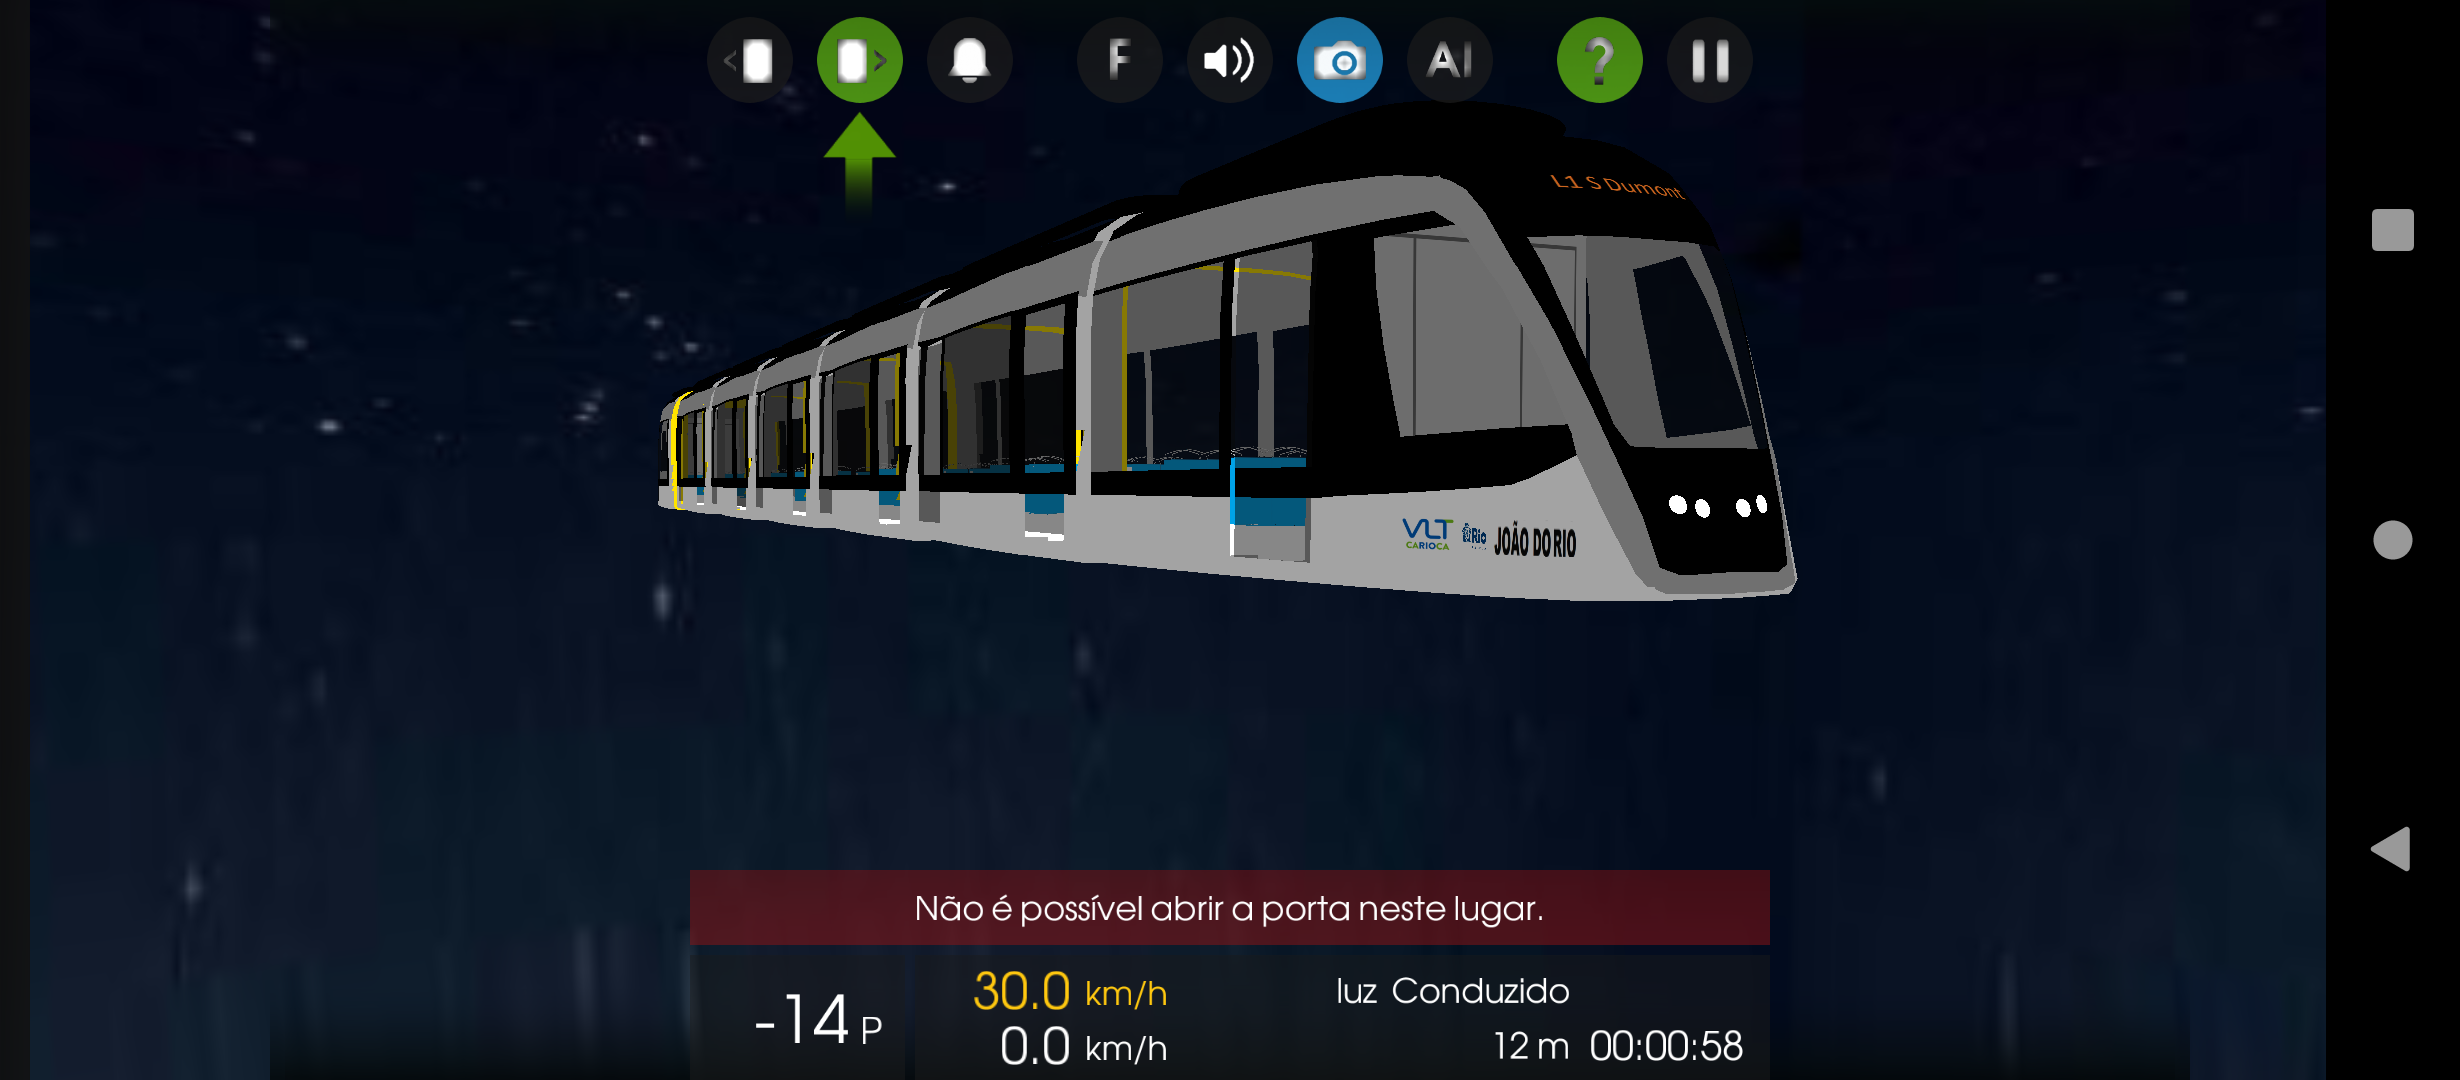 F
AI
?
L1 S Dumont
VLT
CARIOCA
Rio
JOÃO DO RIO
Não é possível abrir a porta neste lugar.
-14 P
30.0 km/h
0.0 km/h
luz Conduzido
12 m 00:00:58